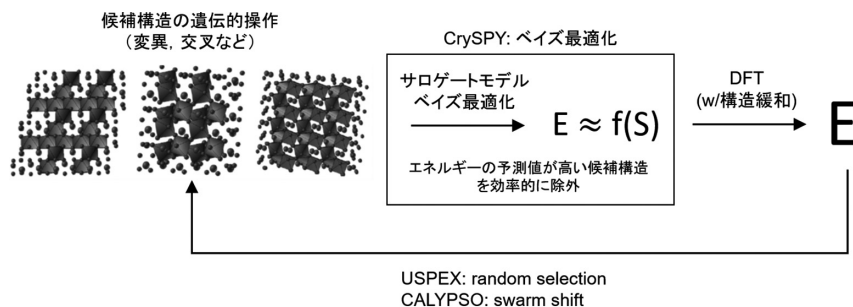 候補構造の遺伝的操作
（変異，交叉など）
CrySPY: ベイズ最適化
サロゲートモデル
ベイズ最適化
E ≈ f(S)
エネルギーの予測値が高い候補構造
を効率的に除外
DFT
(w/構造緩和)
E
USPEX: random selection
CALYPSO: swarm shift